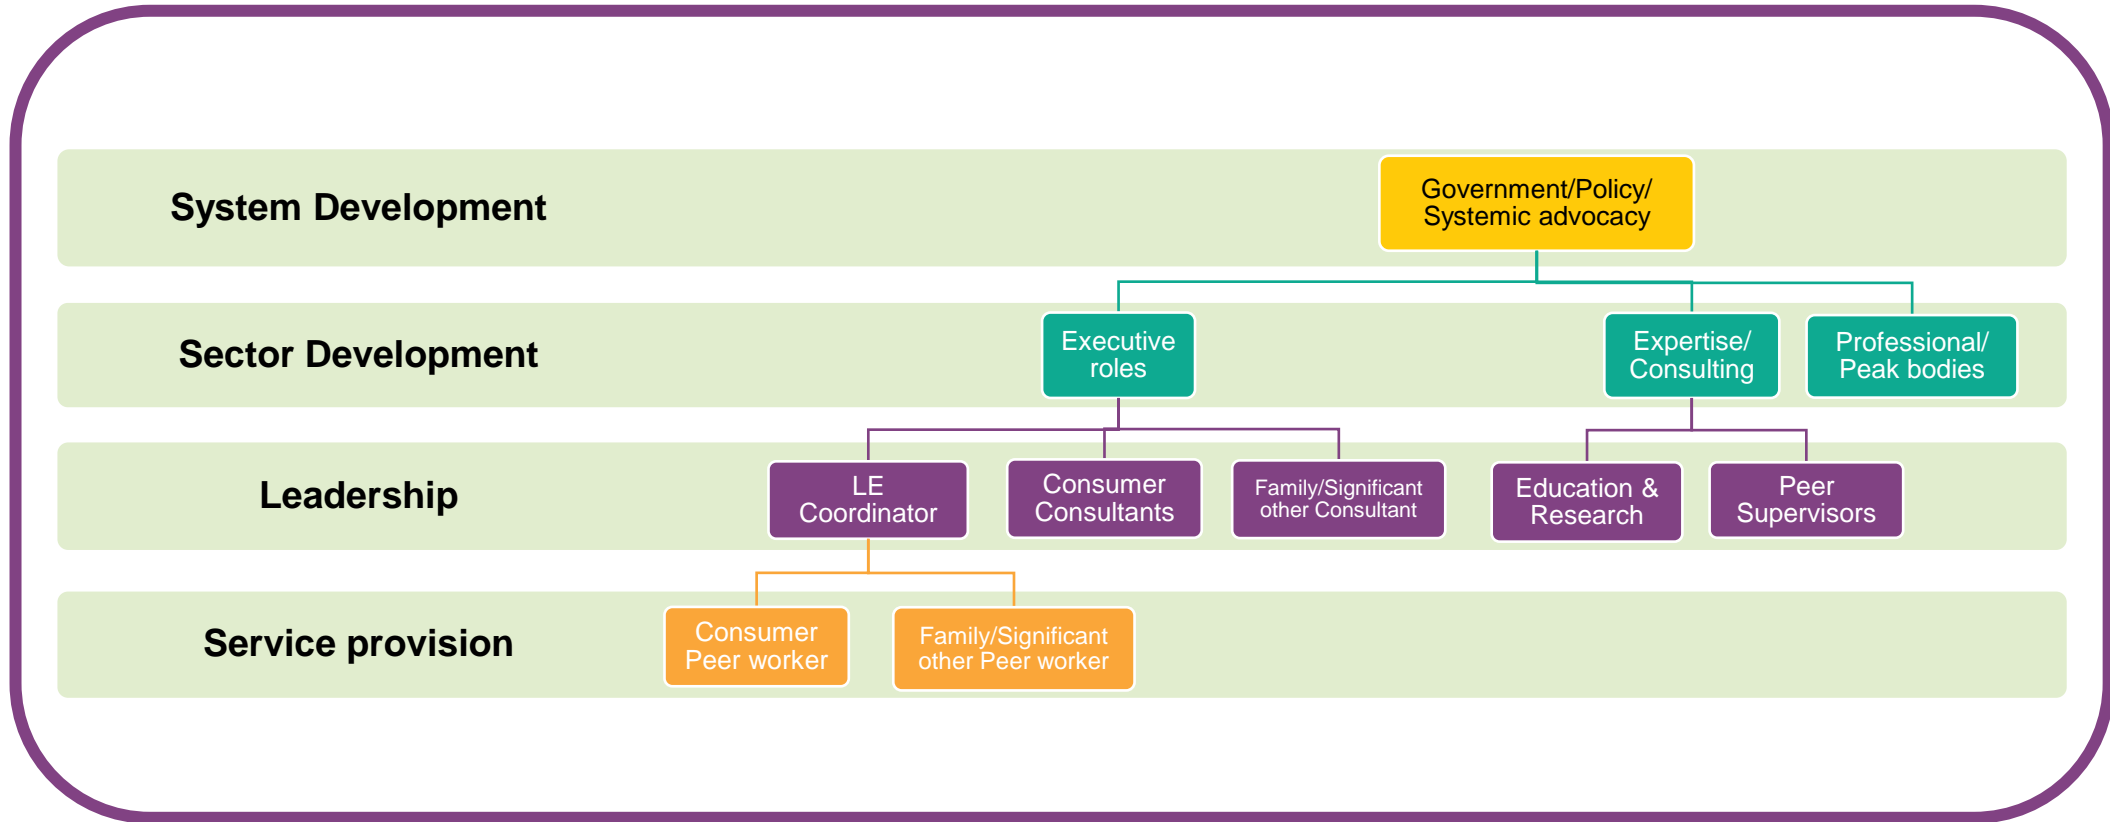 System Development
Government/Policy/
Systemic advocacy
Sector Development
Executive
roles
Expertise/
Consulting
Professional/
Peak bodies
Leadership
LE
Coordinator
Consumer
Consultants
Family/Significant
other Consultant
Education &
Research
Peer
Supervisors
Service provision
Consumer
Peer worker
Family/Significant
other Peer worker